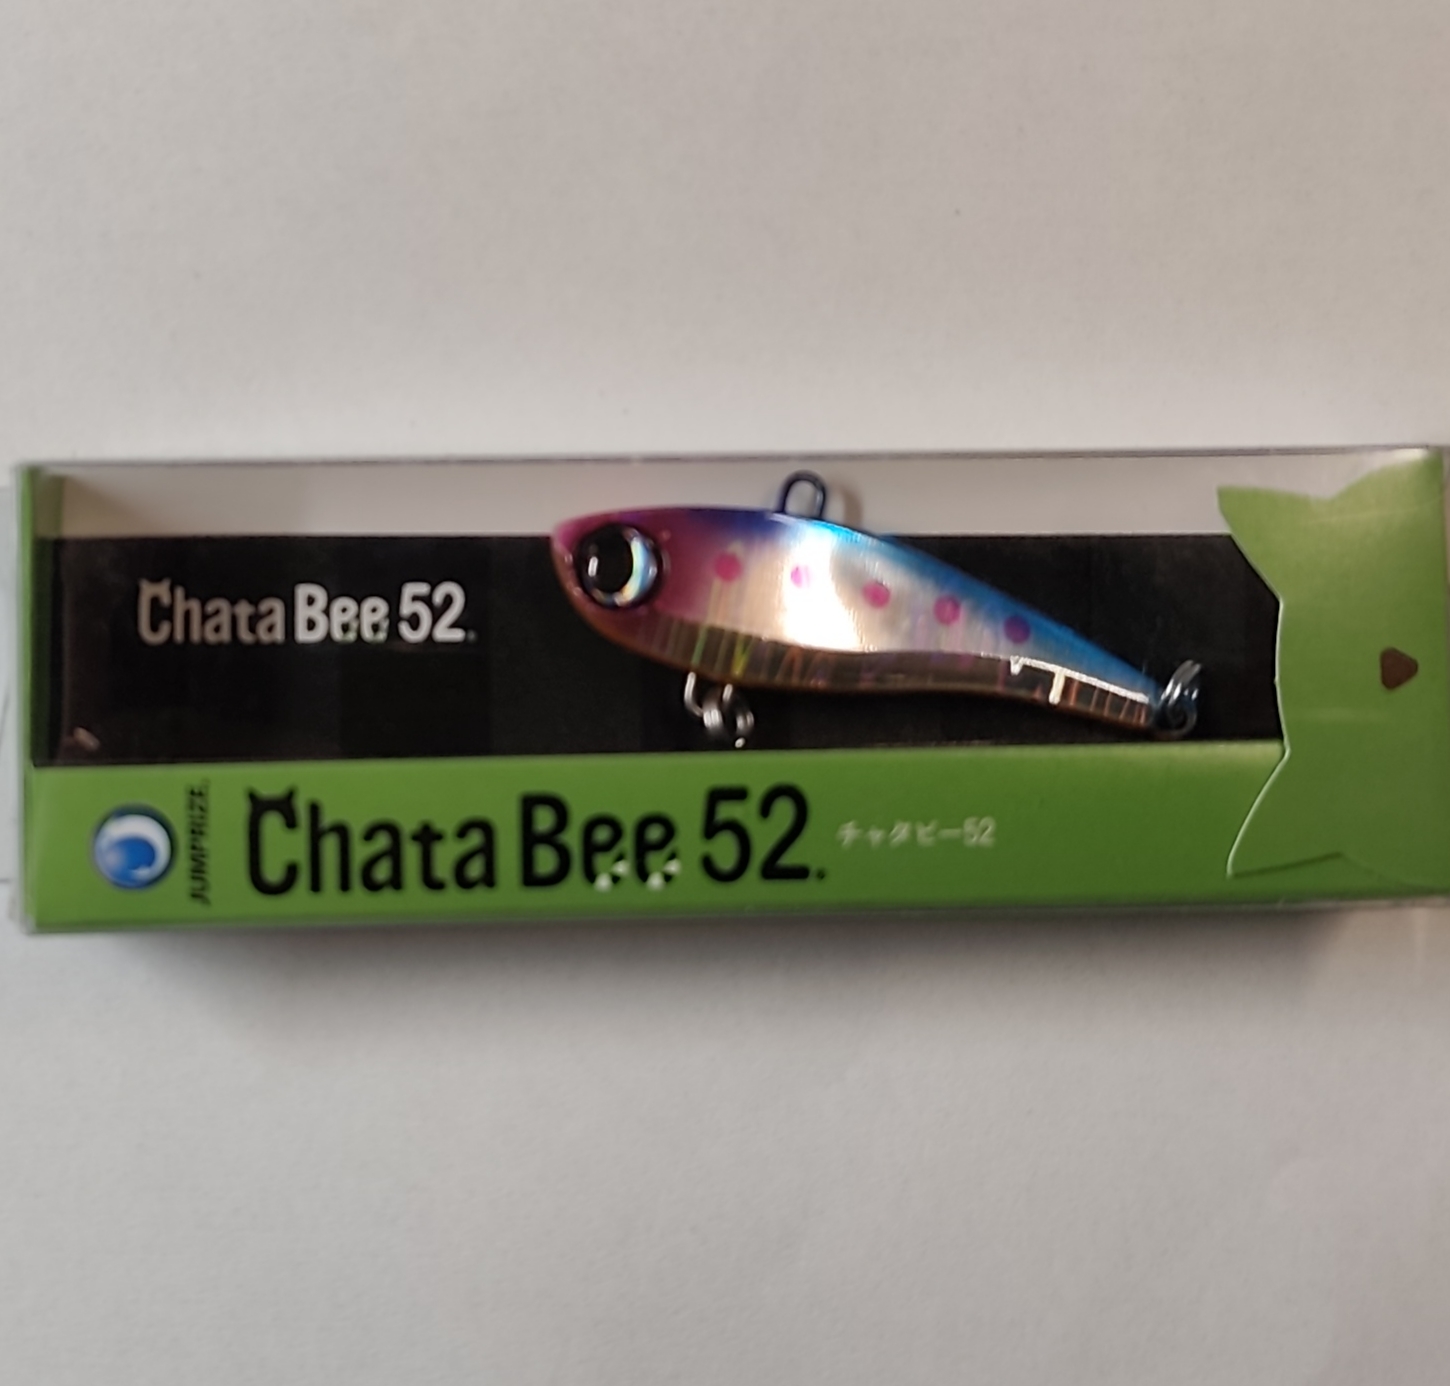 Chata Bee 52.
JUMPRIZE.
Chata Bee 52.
チャタビー52